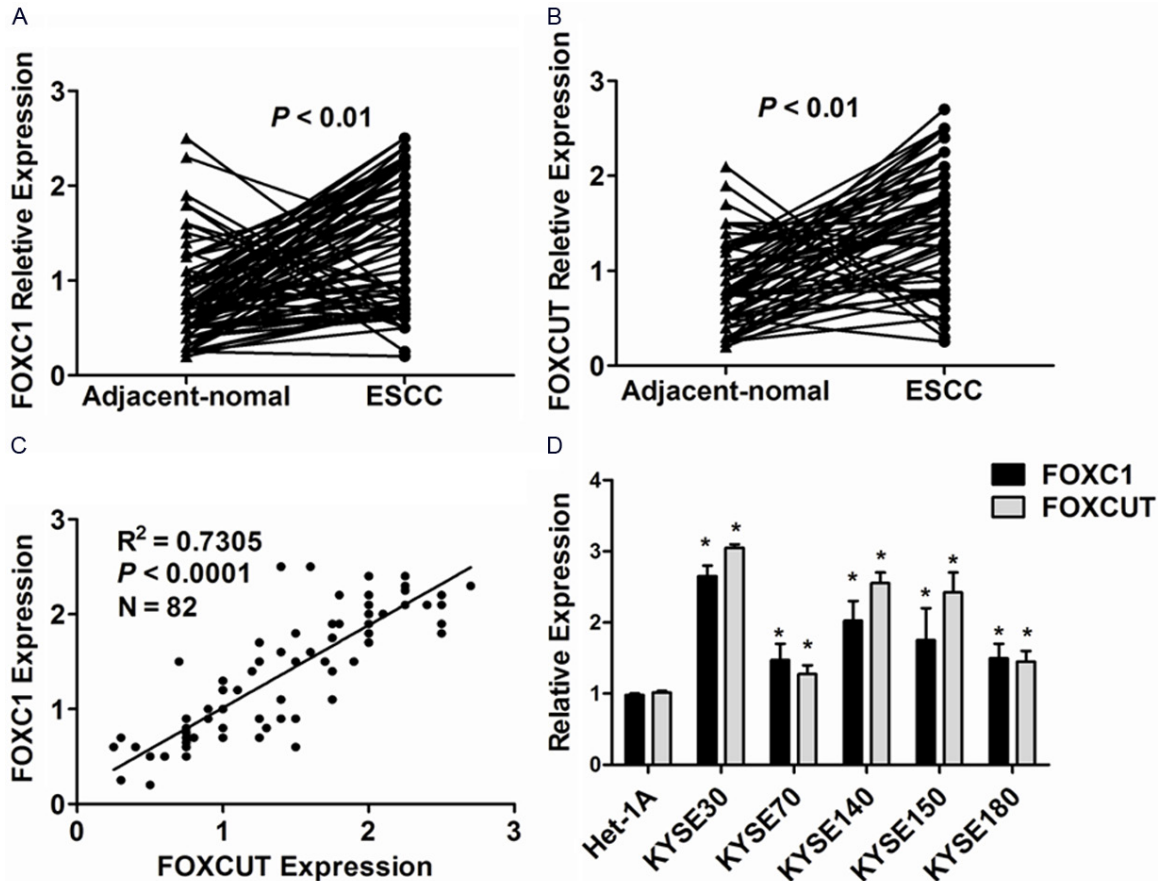 A
FOXC1 Reletive Expression
3
2
1
0
P < 0.01
Adjacent-nomal
ESCC
B
FOXCUT Reletive Expression
3
2
1
0
P < 0.01
Adjacent-nomal
ESCC
C
FOXC1 Expression
3
2
1
0
R² = 0.7305
P < 0.0001
N = 82
0
1
2
3
FOXCUT Expression
D
Relative Expression
4
3
2
1
0
FOXC1
FOXCUT
* *
* *
* *
* *
* *
Het-1A
KYSE30
KYSE70
KYSE140
KYSE150
KYSE180